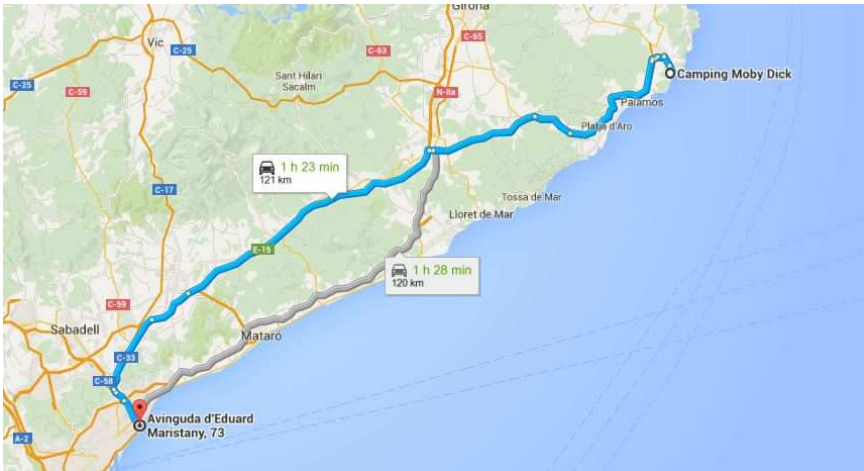 Girona
Vic
C-25
C-25
C-63
C-65
C-59
Sant Hilari
Sacalm
N-IIa
Camping Moby Dick
Palamós
Platja d'Aro
1 h 23 min
121 km
C-17
Tossa de Mar
Lloret de Mar
E-15
1 h 28 min
120 km
C-59
Sabadell
Mataró
C-33
C-58
Avinguda d'Eduard
Maristany, 73
A-2